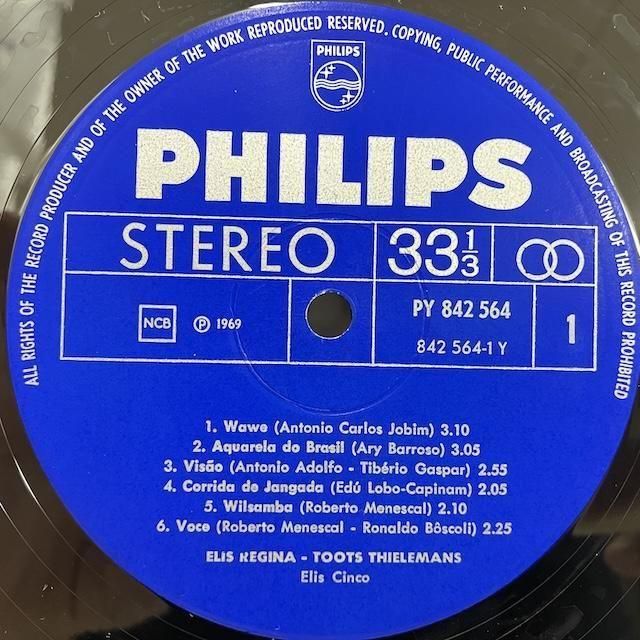 ALL RIGHTS OF THE RECORD PRODUCER AND OF THE OWNER OF THE WORK REPRODUCED RESERVED. COPYING, PUBLIC PERFORMANCE AND BROADCASTING OF THIS RECORD PROHIBITED
PHILIPS
PHILIPS
STEREO 33 1/3
PY 842 564
NCB ℗ 1969 842 564-1 Y 1
1. Wawe (Antonio Carlos Jobim) 3.10
2. Aquarela do Brasil (Ary Barroso) 3.05
3. Visão (Antonio Adolfo - Tibério Gaspar) 2.55
4. Corrida de Jangada (Edú Lobo-Capinam) 2.05
5. Wilsamba (Roberto Menescal) 2.10
6. Voce (Roberto Menescal - Ronaldo Bôscoli) 2.25
ELIS REGINA - TOOTS THIELEMANS
Elis Cinco